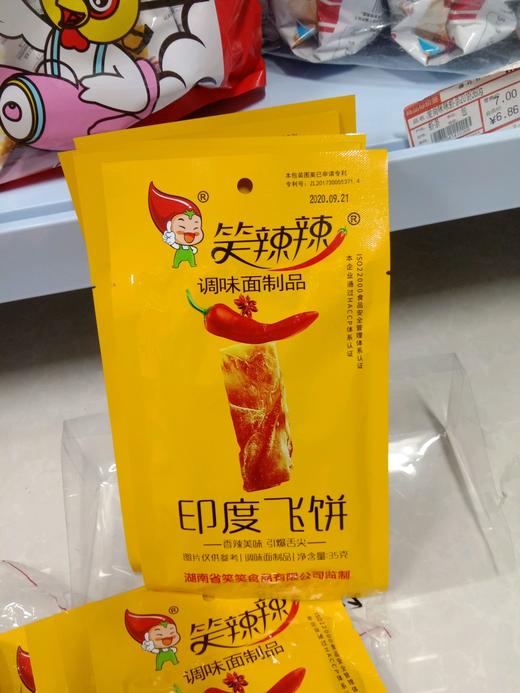 本包装图案已申请专利
专利号：ZL201730005371.4
2020.09.21
笑辣辣
®
®
调味面制品
ISO22000食品安全管理体系认证
本企业通过HACCP体系认证
印度飞饼
香辣美味 引爆舌尖
图片仅供参考|调味面制品|净含量:35克
湖南省笑笑食品有限公司监制
7.00
¥6.86
®
笑辣辣
®
调味面制品